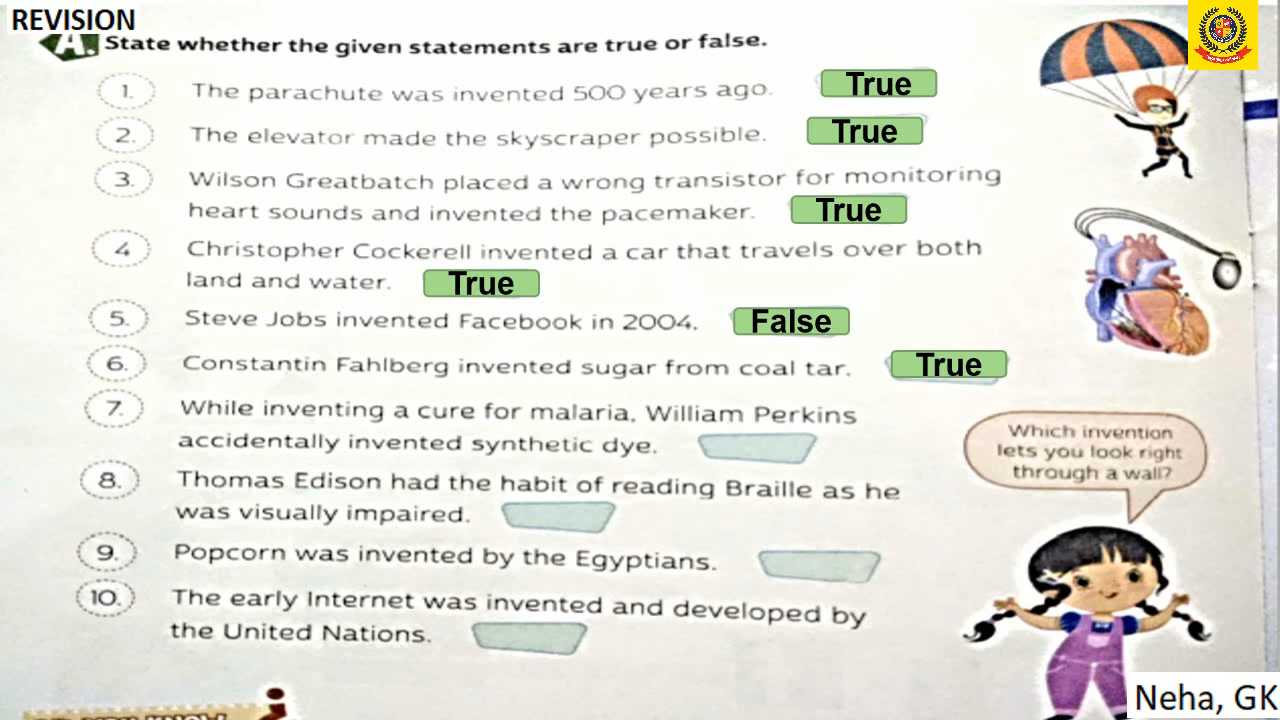 REVISION
A. State whether the given statements are true or false.
1. The parachute was invented 500 years ago. True
2. The elevator made the skyscraper possible. True
3. Wilson Greatbatch placed a wrong transistor for monitoring
heart sounds and invented the pacemaker. True
4 Christopher Cockerell invented a car that travels over both
land and water. True
5. Steve Jobs invented Facebook in 2004. False
6. Constantin Fahlberg invented sugar from coal tar. True
7. While inventing a cure for malaria, William Perkins
accidentally invented synthetic dye.
8. Thomas Edison had the habit of reading Braille as he
was visually impaired.
9. Popcorn was invented by the Egyptians.
10. The early Internet was invented and developed by
the United Nations.
Which invention
lets you look right
through a wall?
Neha, GK